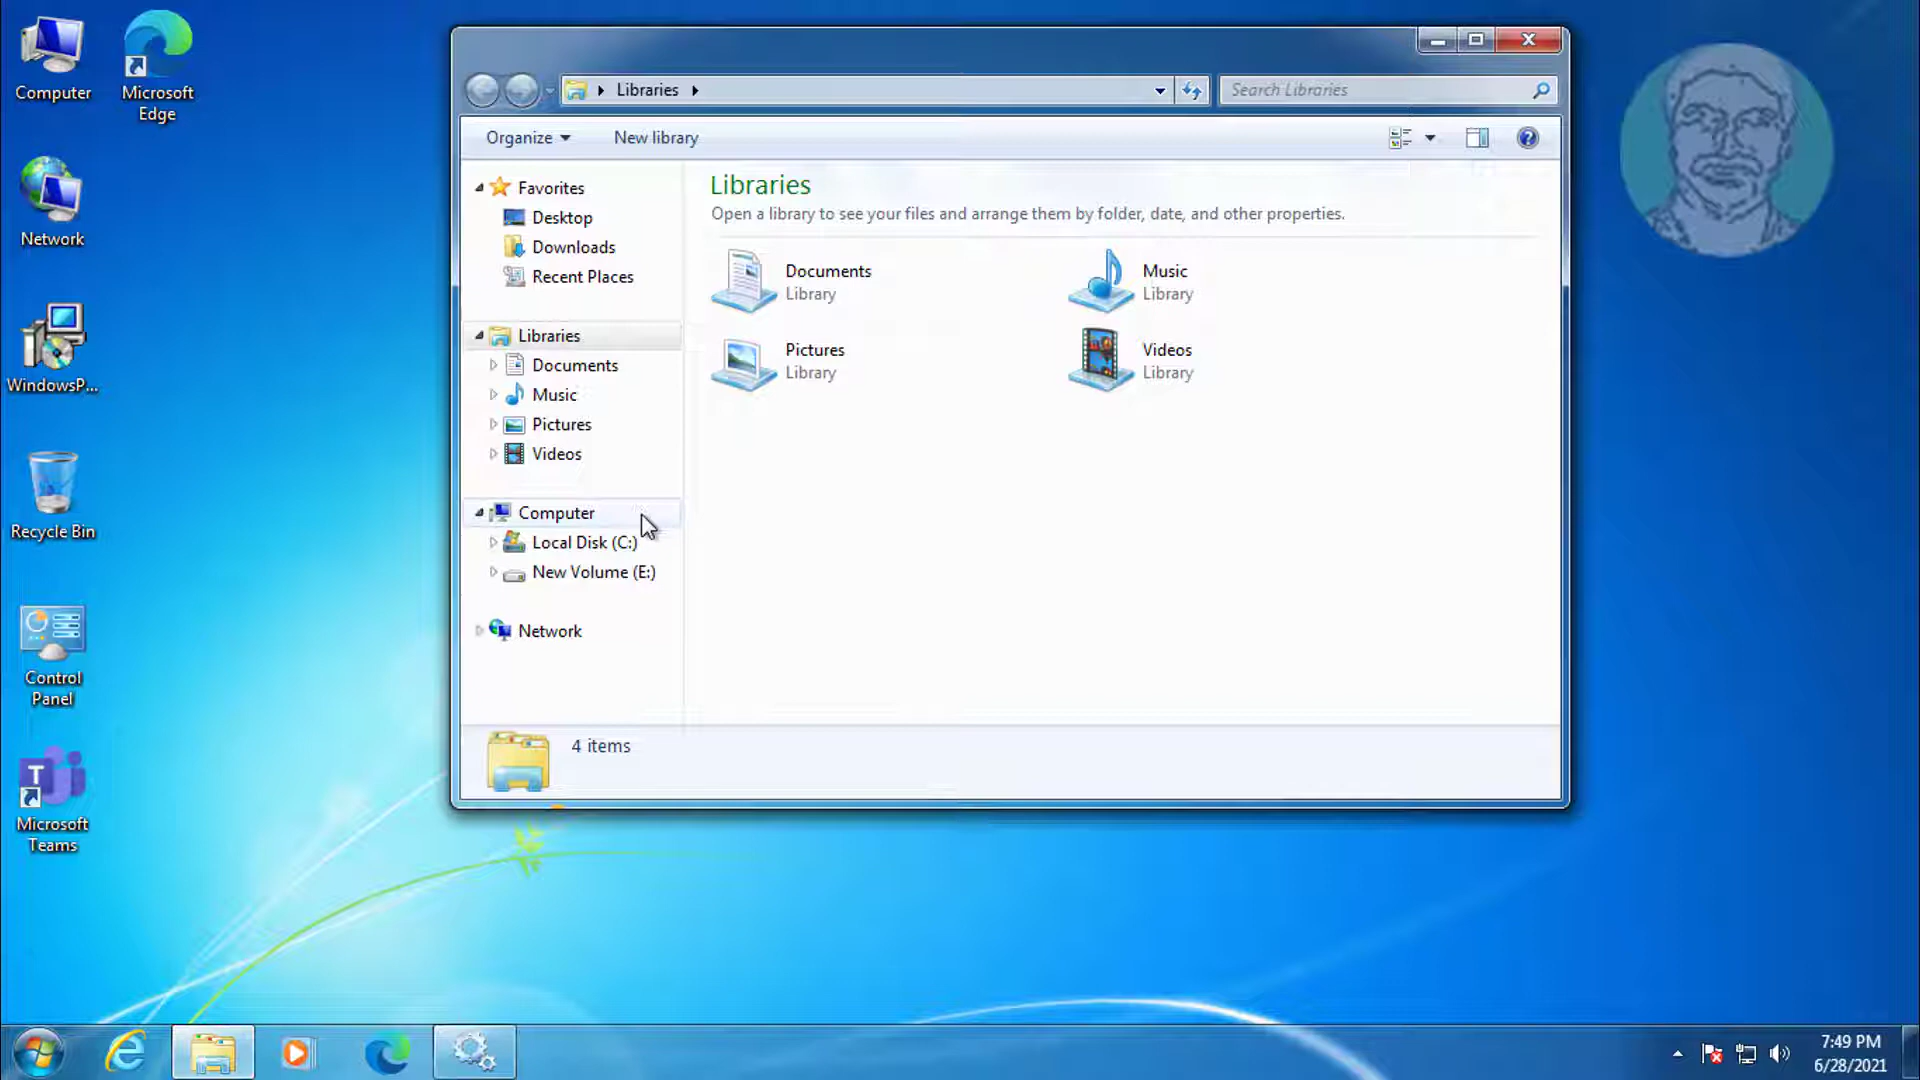 Computer
Microsoft
Edge
Network
WindowsP...
Recycle Bin
Control
Panel
Microsoft
Teams
Libraries
Search Libraries
Organize
New library
Favorites
Desktop
Downloads
Recent Places
Libraries
Documents
Music
Pictures
Videos
Computer
Local Disk (C:)
New Volume (E:)
Network
Libraries
Open a library to see your files and arrange them by folder, date, and other properties.
Documents
Library
Music
Library
Pictures
Library
Videos
Library
4 items
7:49 PM
6/28/2021